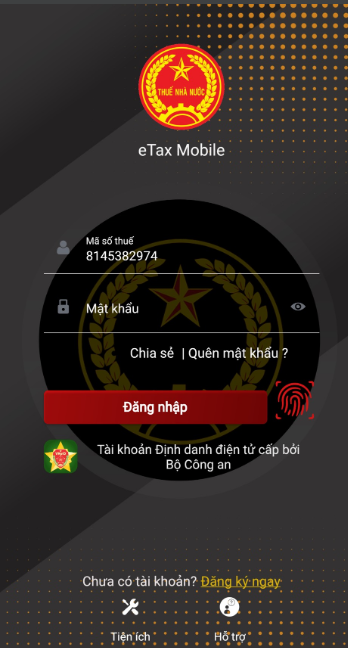 THUẾ NHÀ NƯỚC
eTax Mobile
Mã số thuế
8145382974
Mật khẩu
Chia sẻ | Quên mật khẩu ?
Đăng nhập
Tài khoản Định danh điện tử cấp bởi
Bộ Công an
Chưa có tài khoản? Đăng ký ngay
Tiện ích
Hỗ trợ